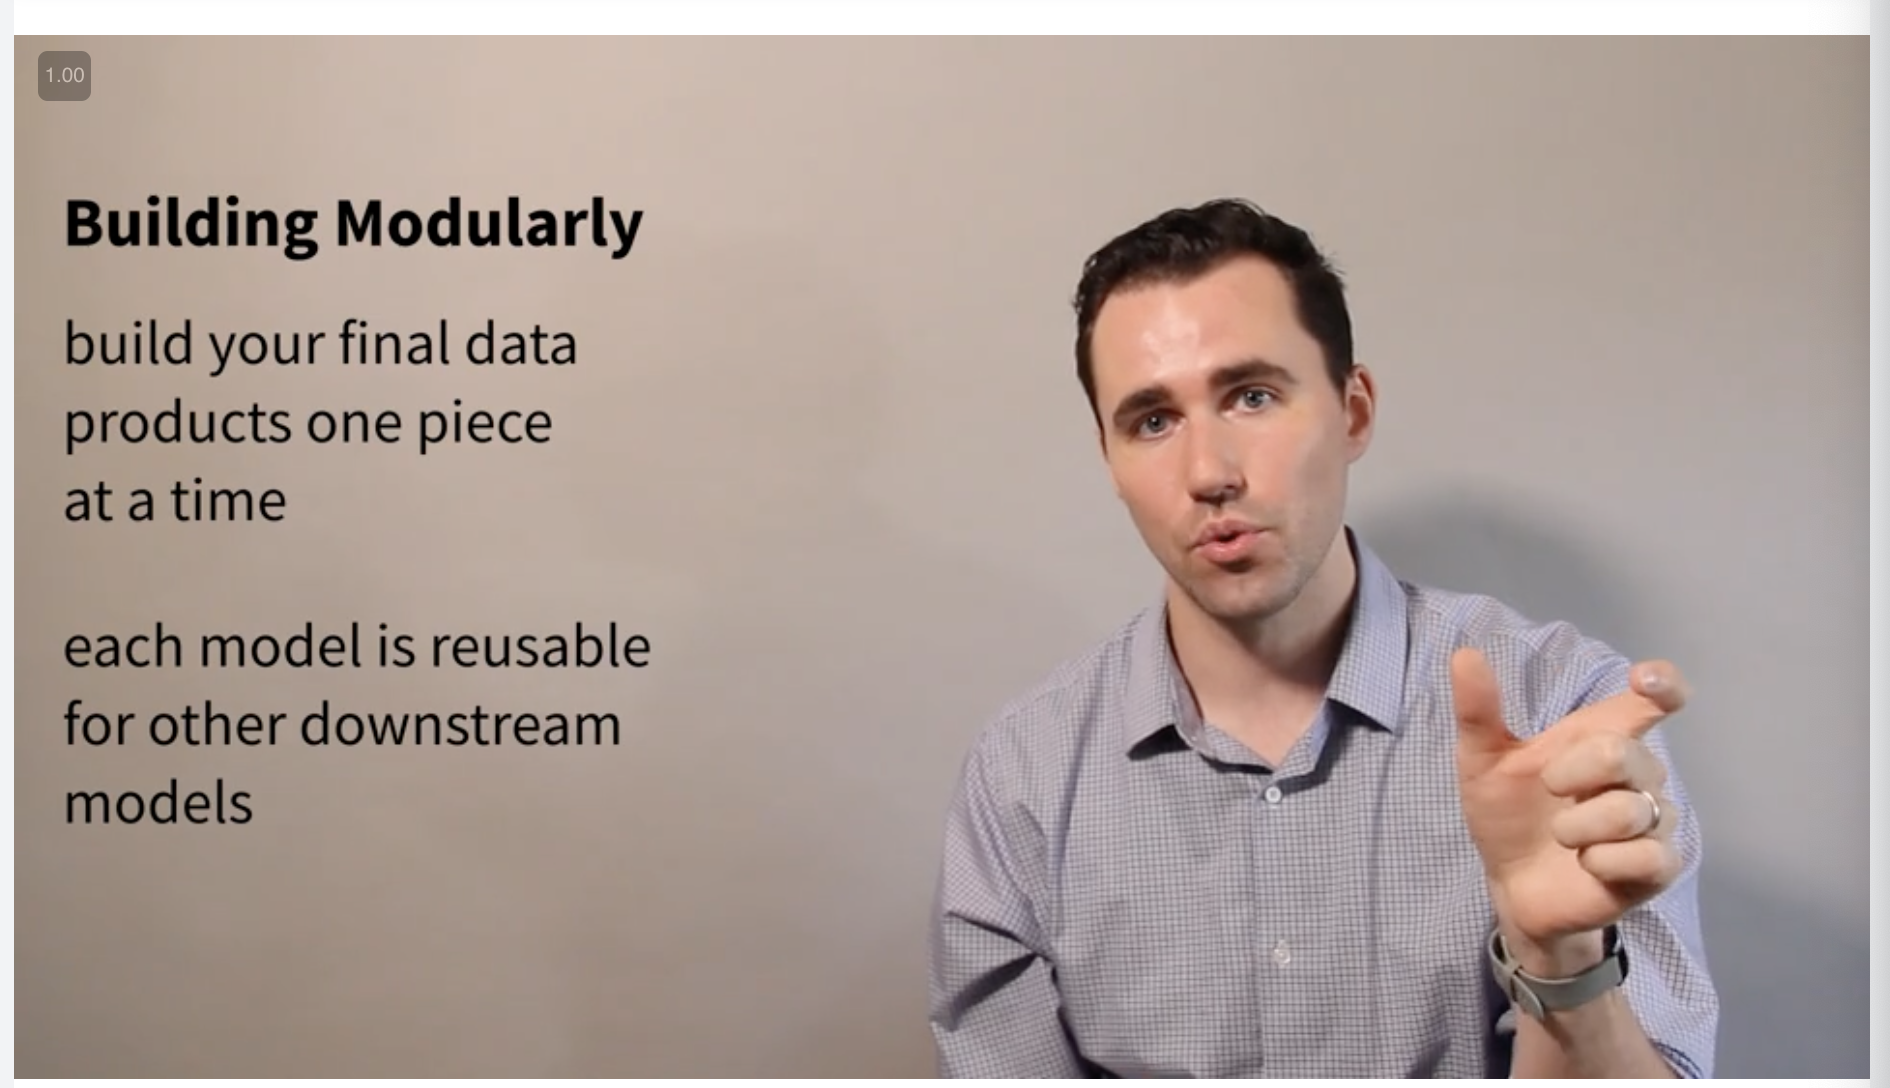 1.00
Building Modularly
build your final data
products one piece
at a time
each model is reusable
for other downstream
models